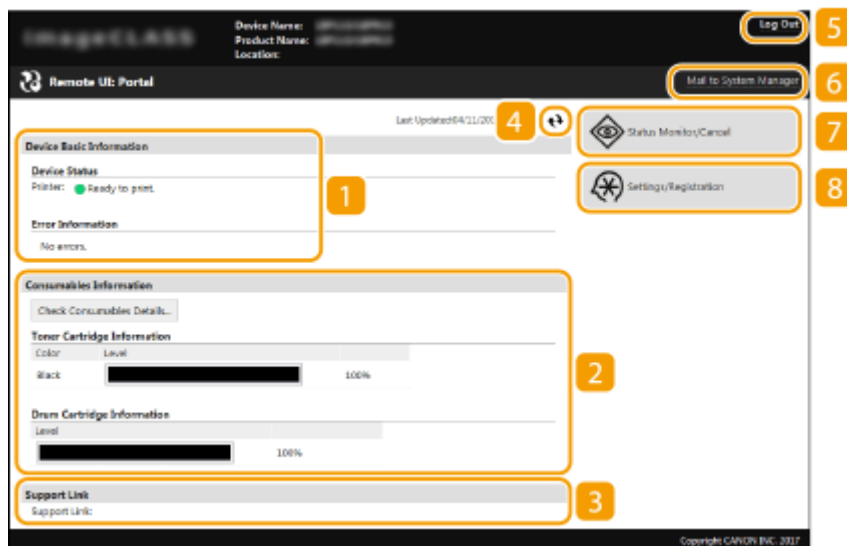 imageCLASS
Device Name:
Product Name:
Location:
Log Out
5
Remote UI: Portal
Mail to System Manager
6
Last Updated:04/11/201
4
Status Monitor/Cancel
7
Device Basic Information
Device Status
Printer: Ready to print.
1
Settings/Registration
8
Error Information
No errors.
Consumables Information
Check Consumables Details...
Toner Cartridge Information
Color Level
Black 100%
2
Drum Cartridge Information
Level
100%
Support Link
Support Link:
3
Copyright CANON INC. 2017